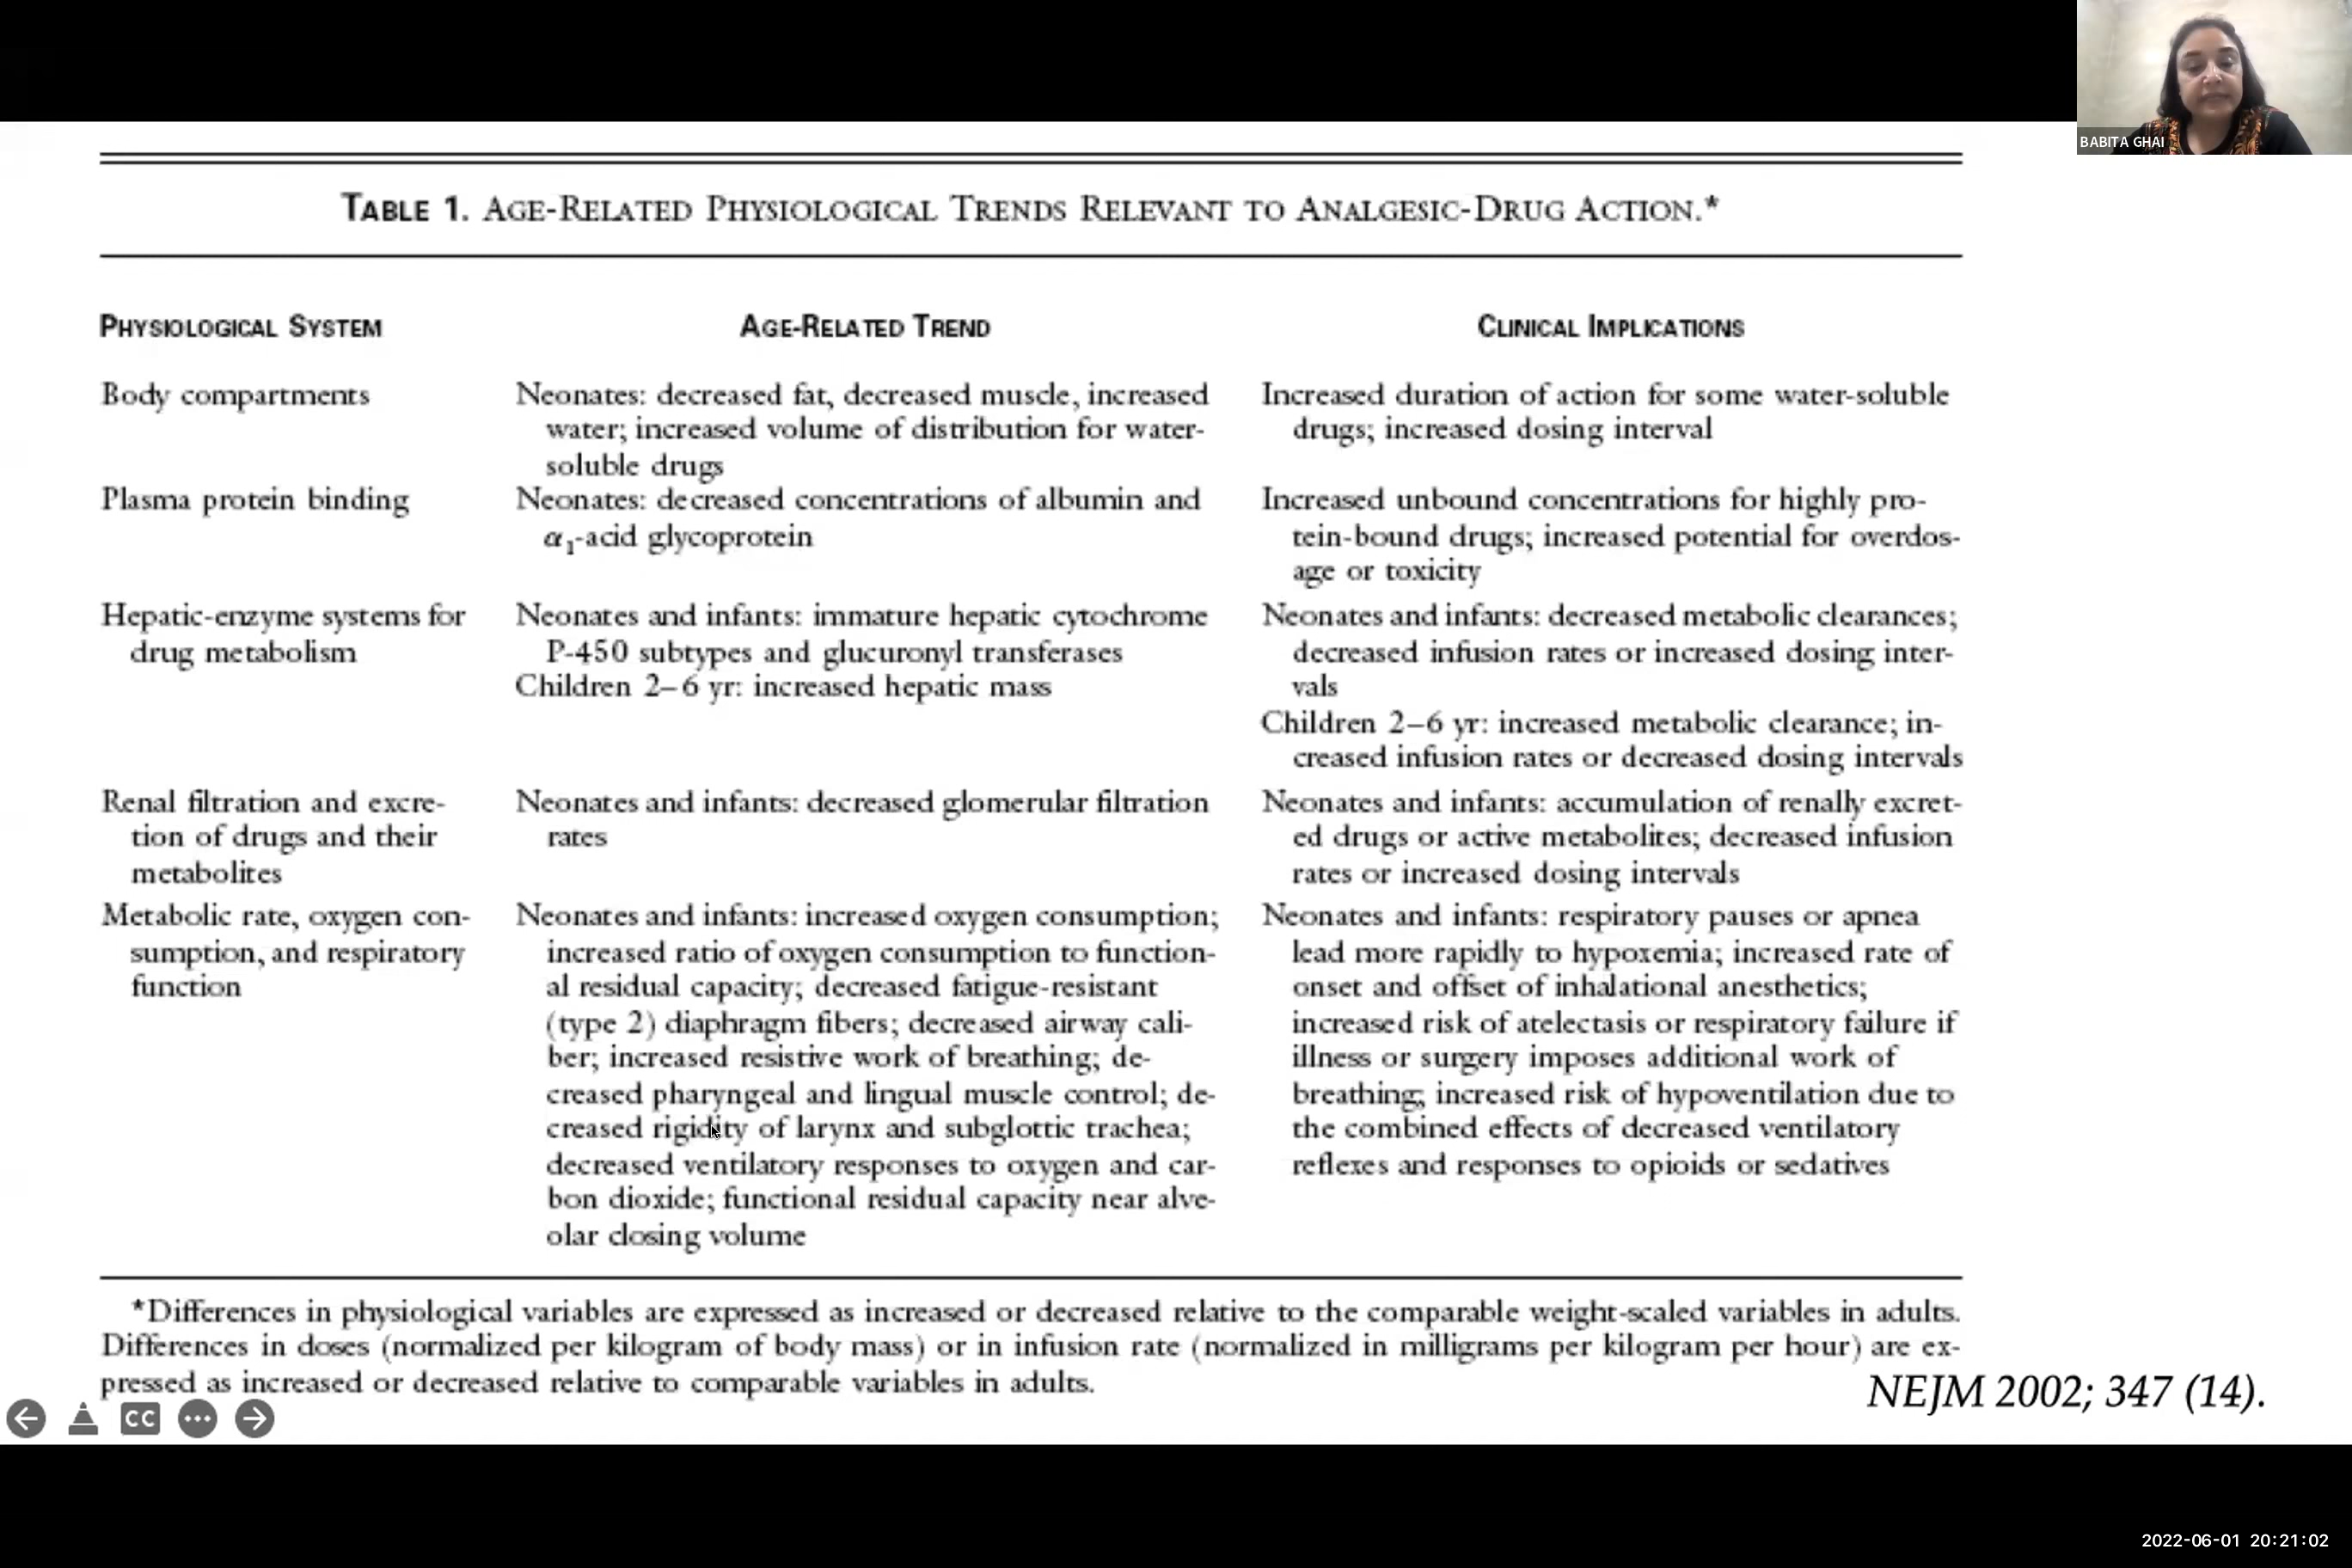 BABITA GHAI
TABLE 1. AGE-RELATED PHYSIOLOGICAL TRENDS RELEVANT TO ANALGESIC-DRUG ACTION.*
PHYSIOLOGICAL SYSTEM
AGE-RELATED TREND
CLINICAL IMPLICATIONS
Body compartments
Neonates: decreased fat, decreased muscle, increased
water; increased volume of distribution for water-
soluble drugs
Increased duration of action for some water-soluble
drugs; increased dosing interval
Plasma protein binding
Neonates: decreased concentrations of albumin and
α₁-acid glycoprotein
Increased unbound concentrations for highly pro-
tein-bound drugs; increased potential for overdos-
age or toxicity
Hepatic-enzyme systems for
drug metabolism
Neonates and infants: immature hepatic cytochrome
P-450 subtypes and glucuronyl transferases
Children 2–6 yr: increased hepatic mass
Neonates and infants: decreased metabolic clearances;
decreased infusion rates or increased dosing inter-
vals
Children 2–6 yr: increased metabolic clearance; in-
creased infusion rates or decreased dosing intervals
Renal filtration and excre-
tion of drugs and their
metabolites
Neonates and infants: decreased glomerular filtration
rates
Neonates and infants: accumulation of renally excret-
ed drugs or active metabolites; decreased infusion
rates or increased dosing intervals
Metabolic rate, oxygen con-
sumption, and respiratory
function
Neonates and infants: increased oxygen consumption;
increased ratio of oxygen consumption to function-
al residual capacity; decreased fatigue-resistant
(type 2) diaphragm fibers; decreased airway cali-
ber; increased resistive work of breathing; de-
creased pharyngeal and lingual muscle control; de-
creased rigidity of larynx and subglottic trachea;
decreased ventilatory responses to oxygen and car-
bon dioxide; functional residual capacity near alve-
olar closing volume
Neonates and infants: respiratory pauses or apnea
lead more rapidly to hypoxemia; increased rate of
onset and offset of inhalational anesthetics;
increased risk of atelectasis or respiratory failure if
illness or surgery imposes additional work of
breathing; increased risk of hypoventilation due to
the combined effects of decreased ventilatory
reflexes and responses to opioids or sedatives
*Differences in physiological variables are expressed as increased or decreased relative to the comparable weight-scaled variables in adults.
Differences in doses (normalized per kilogram of body mass) or in infusion rate (normalized in milligrams per kilogram per hour) are ex-
pressed as increased or decreased relative to comparable variables in adults.
NEJM 2002; 347 (14).
CC
2022-06-01 20:21:02